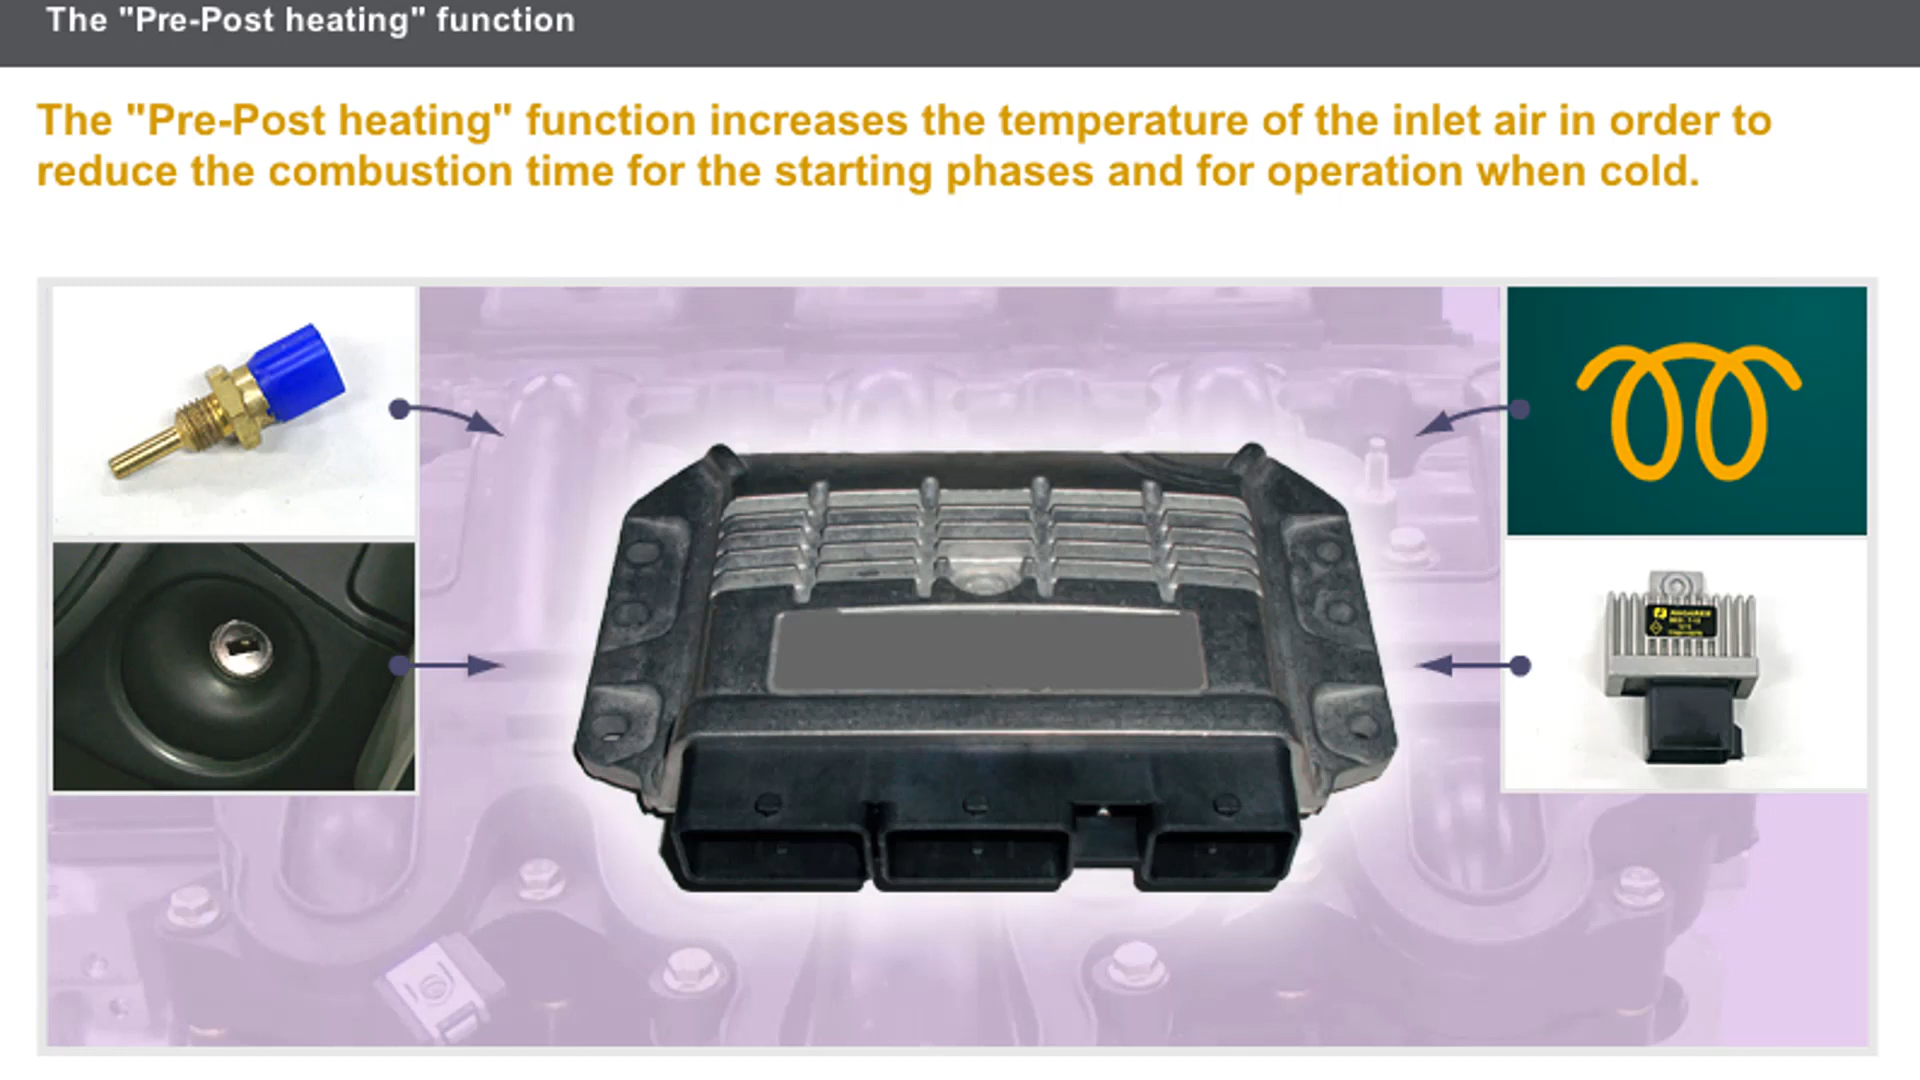 The "Pre-Post heating" function
The "Pre-Post heating" function increases the temperature of the inlet air in order to
reduce the combustion time for the starting phases and for operation when cold.